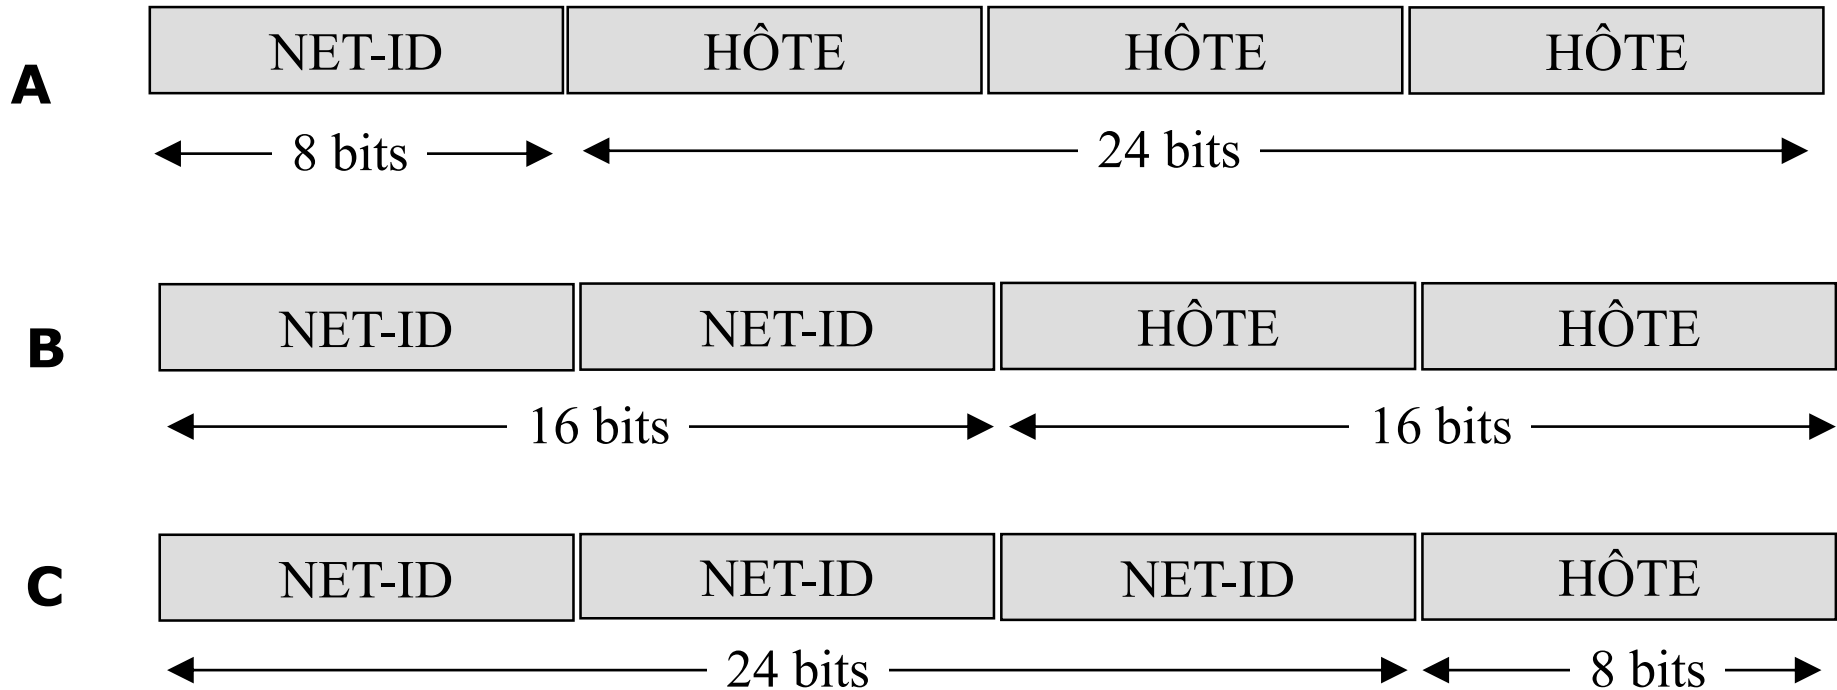 A NET-ID HÔTE HÔTE HÔTE
8 bits 24 bits
B NET-ID NET-ID HÔTE HÔTE
16 bits 16 bits
C NET-ID NET-ID NET-ID HÔTE
24 bits 8 bits